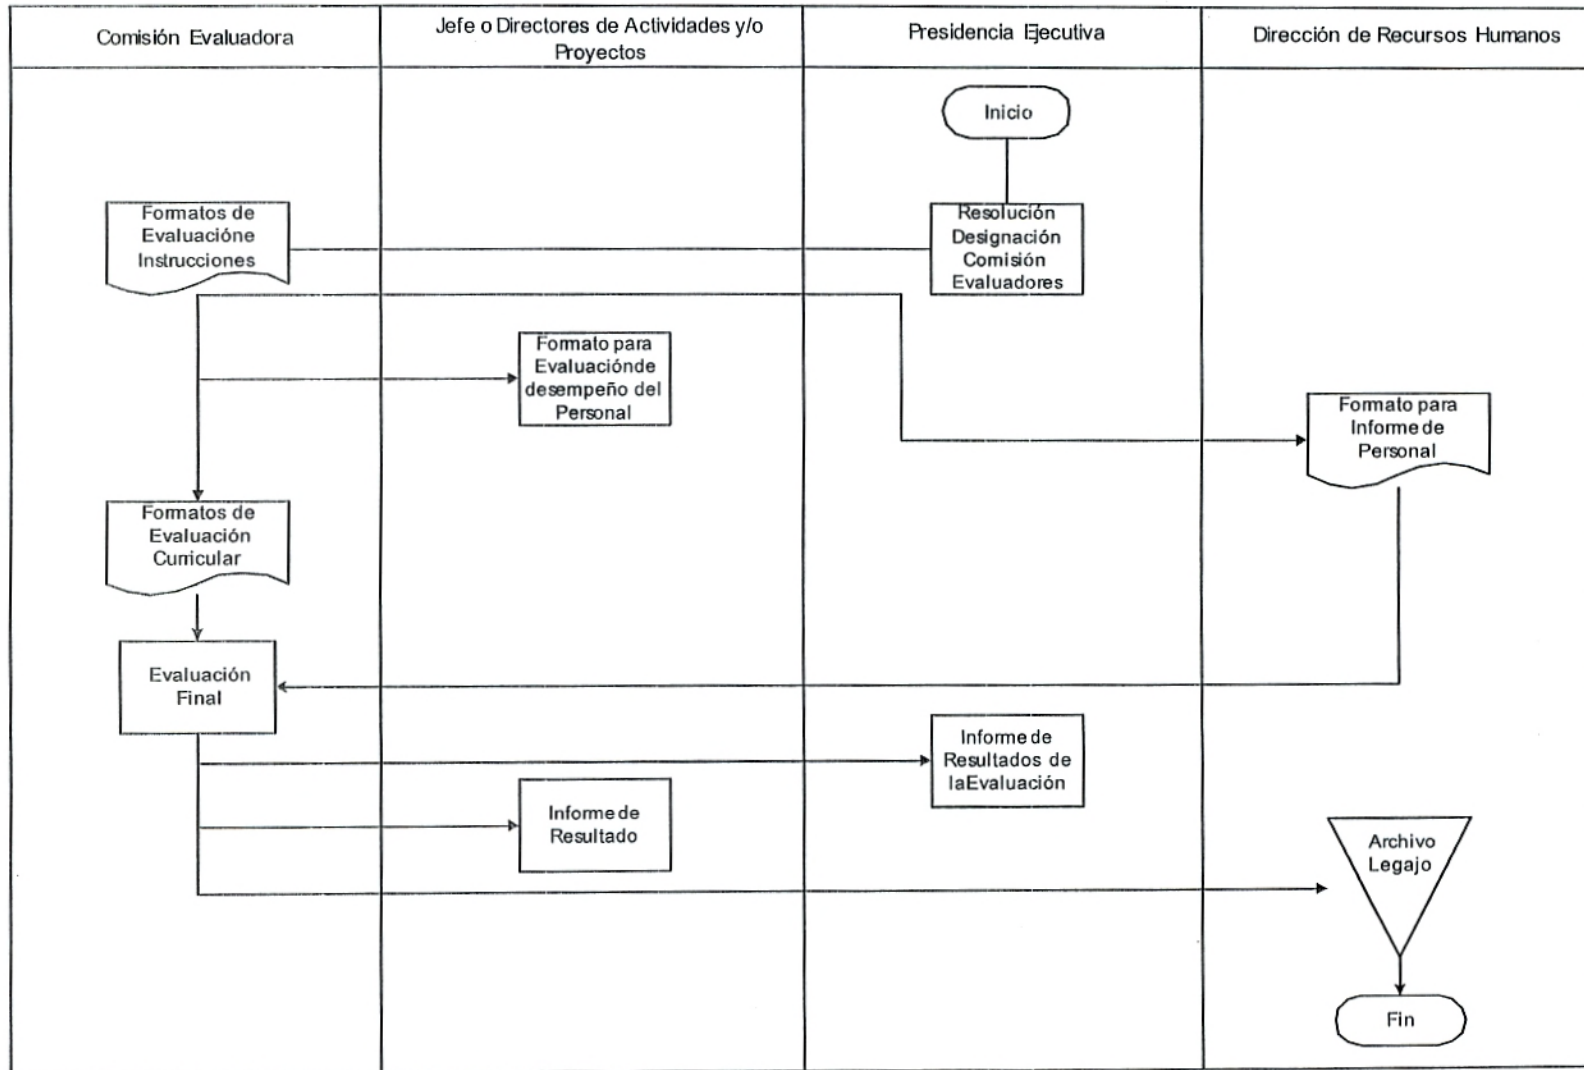 Comisión Evaluadora
Jefe o Directores de Actividades y/o
Proyectos
Presidencia Ejecutiva
Dirección de Recursos Humanos
Inicio
Formatos de
Evaluacióne
Instrucciones
Resolución
Designación
Comisión
Evaluadores
Formato para
Evaluaciónde
desempeño del
Personal
Formato para
Informe de
Personal
Formatos de
Evaluación
Curricular
Evaluación
Final
Informe de
Resultados de
laEvaluación
Informe de
Resultado
Archivo
Legajo
Fin